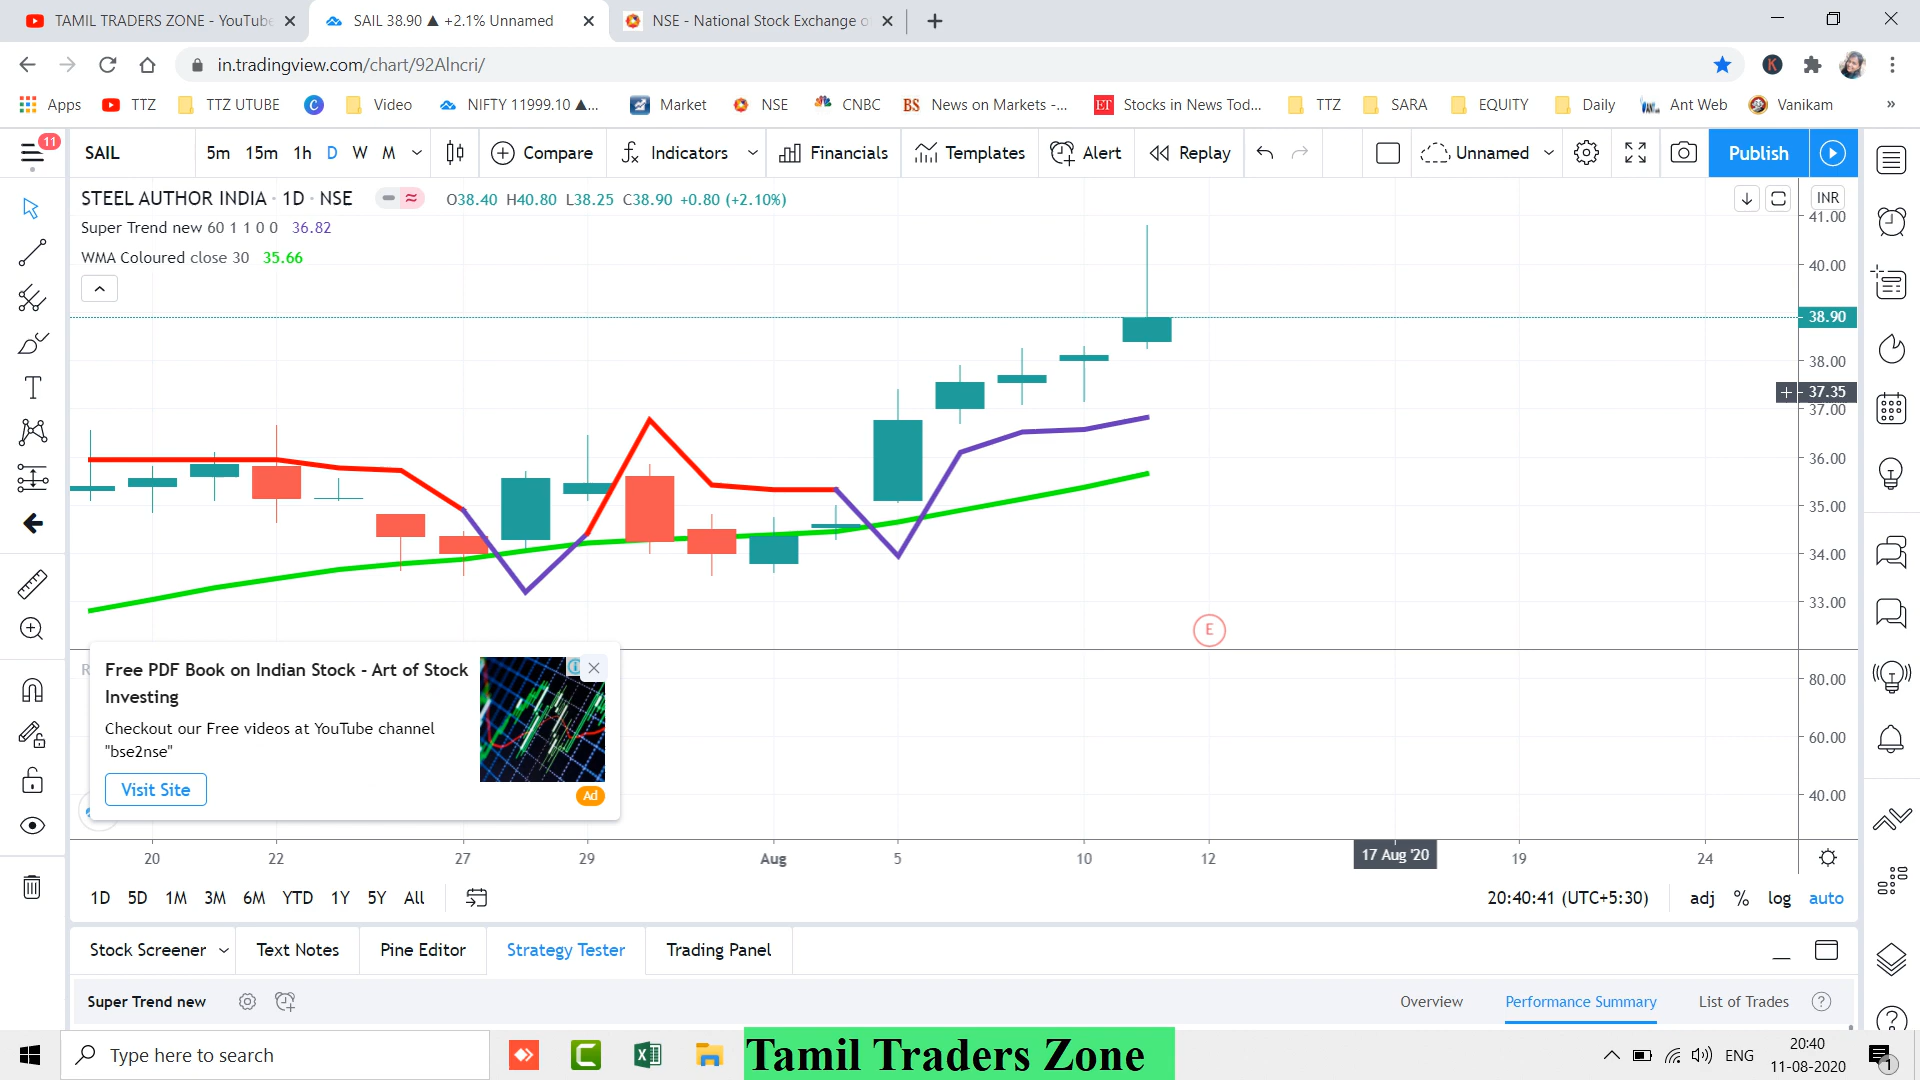 TAMIL TRADERS ZONE - YouTube
SAIL 38.90 ▲ +2.1% Unnamed
NSE - National Stock Exchange o
in.tradingview.com/chart/92Alncri/
K
Apps
TTZ
TTZ UTUBE
C
Video
NIFTY 11999.10 ▲...
Market
NSE
CNBC
BS News on Markets -...
ET Stocks in News Tod...
TTZ
SARA
EQUITY
Daily
Ant Web
Vanikam
»
11
SAIL
5m 15m 1h D W M
Compare
Indicators
Financials
Templates
Alert
Replay
Unnamed
Publish
STEEL AUTHOR INDIA · 1D · NSE
O38.40 H40.80 L38.25 C38.90 +0.80 (+2.10%)
INR
Super Trend new 60 1 1 0 0 36.82
WMA Coloured close 30 35.66
41.00
40.00
38.90
38.00
37.35
37.00
36.00
35.00
34.00
33.00
E
80.00
60.00
40.00
R
Free PDF Book on Indian Stock - Art of Stock
Investing
Checkout our Free videos at YouTube channel
"bse2nse"
Visit Site
Ad
20 22 27 29 Aug 5 10 12 17 Aug '20 19 24
1D 5D 1M 3M 6M YTD 1Y 5Y All
20:40:41 (UTC+5:30)
adj % log auto
Stock Screener
Text Notes
Pine Editor
Strategy Tester
Trading Panel
Super Trend new
Overview
Performance Summary
List of Trades
Type here to search
Tamil Traders Zone
ENG
20:40
11-08-2020
1